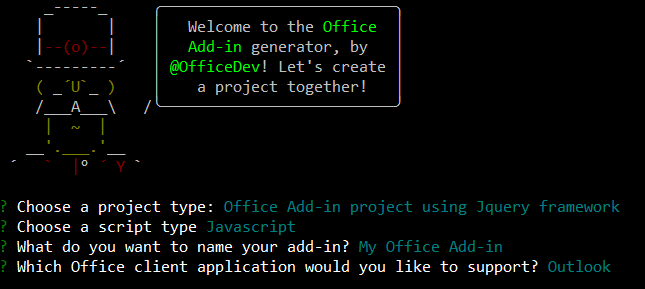 Welcome to the Office
Add-in generator, by
@OfficeDev! Let's create
a project together!
? Choose a project type: Office Add-in project using Jquery framework
? Choose a script type Javascript
? What do you want to name your add-in? My Office Add-in
? Which Office client application would you like to support? Outlook